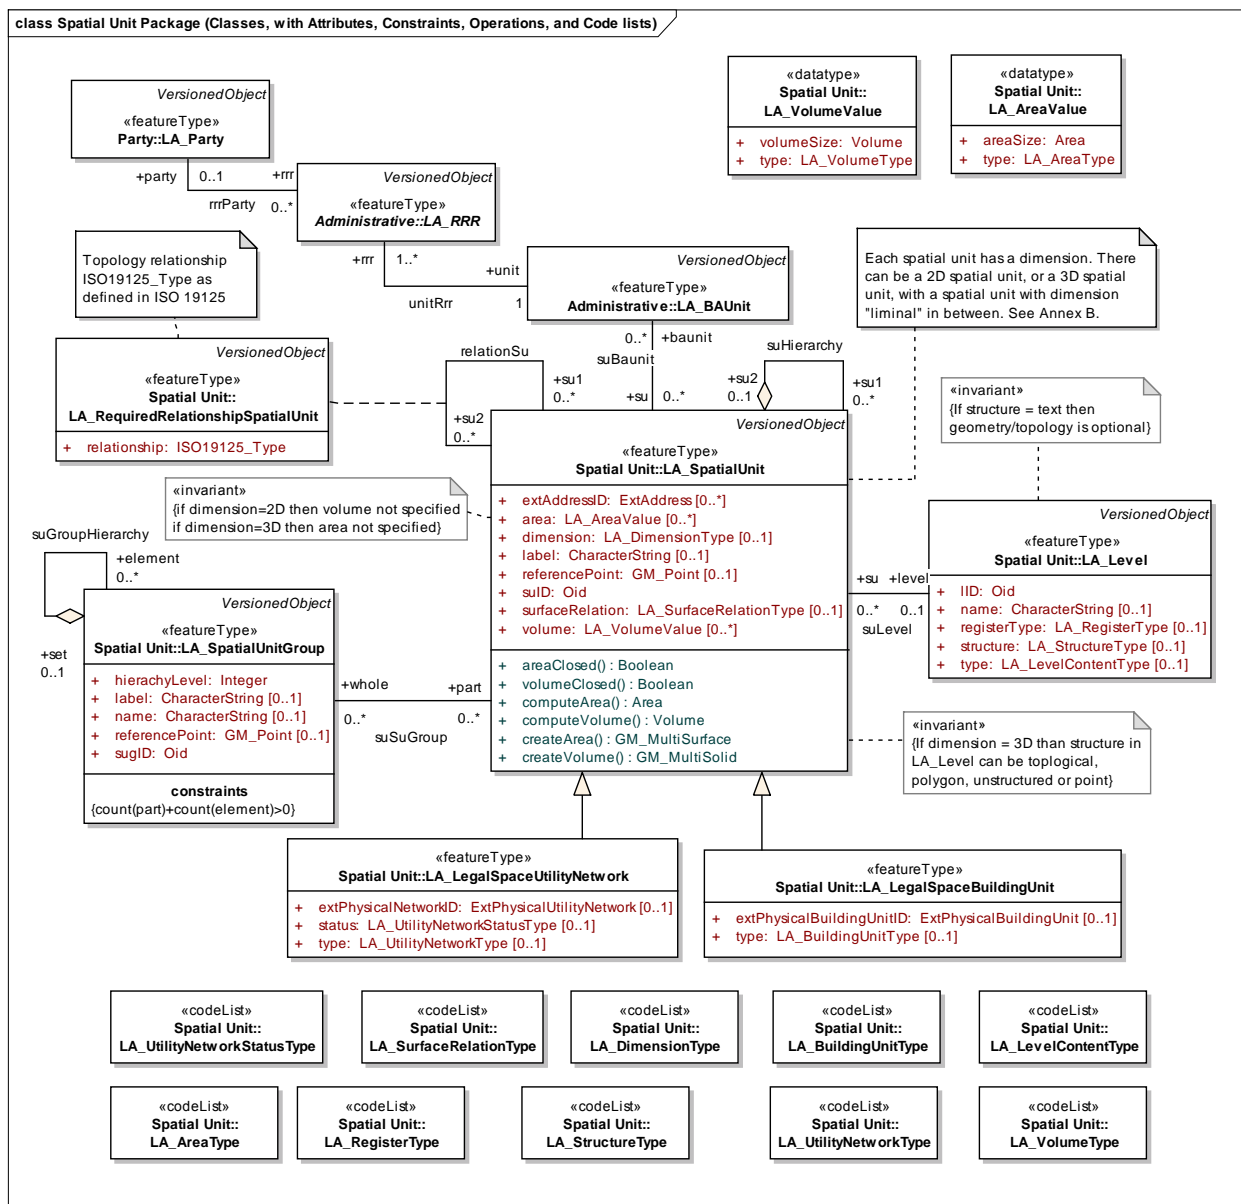 class Spatial Unit Package (Classes, with Attributes, Constraints, Operations, and Code lists)
VersionedObject
«featureType»
Party::LA_Party
+party
0..1
+rrr
rrrParty
0..*
VersionedObject
«featureType»
Administrative::LA_RRR
+rrr
1..*
+unit
unitRrr
1
VersionedObject
«featureType»
Administrative::LA_BAUnit
«datatype»
Spatial Unit::
LA_VolumeValue
+ volumeSize: Volume
+ type: LA_VolumeType
«datatype»
Spatial Unit::
LA_AreaValue
+ areaSize: Area
+ type: LA_AreaType
Topology relationship
ISO19125_Type as
defined in ISO 19125
Each spatial unit has a dimension. There
can be a 2D spatial unit, or a 3D spatial
unit, with a spatial unit with dimension
"liminal" in between. See Annex B.
VersionedObject
«featureType»
Spatial Unit::
LA_RequiredRelationshipSpatialUnit
+ relationship: ISO19125_Type
relationSu
+su1
0..*
+su2
0..*
0..*
+baunit
suBaunit
+su
0..*
suHierarchy
+su2
0..1
+su1
0..*
«invariant»
{If structure = text then
geometry/topology is optional}
«invariant»
{if dimension=2D then volume not specified
if dimension=3D then area not specified}
VersionedObject
«featureType»
Spatial Unit::LA_SpatialUnit
+ extAddressID: ExtAddress [0..*]
+ area: LA_AreaValue [0..*]
+ dimension: LA_DimensionType [0..1]
+ label: CharacterString [0..1]
+ referencePoint: GM_Point [0..1]
+ suID: Oid
+ surfaceRelation: LA_SurfaceRelationType [0..1]
+ volume: LA_VolumeValue [0..*]
+ areaClosed() : Boolean
+ volumeClosed() : Boolean
+ computeArea() : Area
+ computeVolume() : Volume
+ createArea() : GM_MultiSurface
+ createVolume() : GM_MultiSolid
+su
+level
0..*
0..1
suLevel
VersionedObject
«featureType»
Spatial Unit::LA_Level
+ lID: Oid
+ name: CharacterString [0..1]
+ registerType: LA_RegisterType [0..1]
+ structure: LA_StructureType [0..1]
+ type: LA_LevelContentType [0..1]
suGroupHierarchy
+element
0..*
+set
0..1
VersionedObject
«featureType»
Spatial Unit::LA_SpatialUnitGroup
+ hierachyLevel: Integer
+ label: CharacterString [0..1]
+ name: CharacterString [0..1]
+ referencePoint: GM_Point [0..1]
+ sugID: Oid
constraints
{count(part)+count(element)>0}
+whole
+part
0..*
0..*
suSuGroup
«invariant»
{If dimension = 3D than structure in
LA_Level can be toplogical,
polygon, unstructured or point}
«featureType»
Spatial Unit::LA_LegalSpaceUtilityNetwork
+ extPhysicalNetworkID: ExtPhysicalUtilityNetwork [0..1]
+ status: LA_UtilityNetworkStatusType [0..1]
+ type: LA_UtilityNetworkType [0..1]
«featureType»
Spatial Unit::LA_LegalSpaceBuildingUnit
+ extPhysicalBuildingUnitID: ExtPhysicalBuildingUnit [0..1]
+ type: LA_BuildingUnitType [0..1]
«codeList»
Spatial Unit::
LA_UtilityNetworkStatusType
«codeList»
Spatial Unit::
LA_SurfaceRelationType
«codeList»
Spatial Unit::
LA_DimensionType
«codeList»
Spatial Unit::
LA_BuildingUnitType
«codeList»
Spatial Unit::
LA_LevelContentType
«codeList»
Spatial Unit::
LA_AreaType
«codeList»
Spatial Unit::
LA_RegisterType
«codeList»
Spatial Unit::
LA_StructureType
«codeList»
Spatial Unit::
LA_UtilityNetworkType
«codeList»
Spatial Unit::
LA_VolumeType